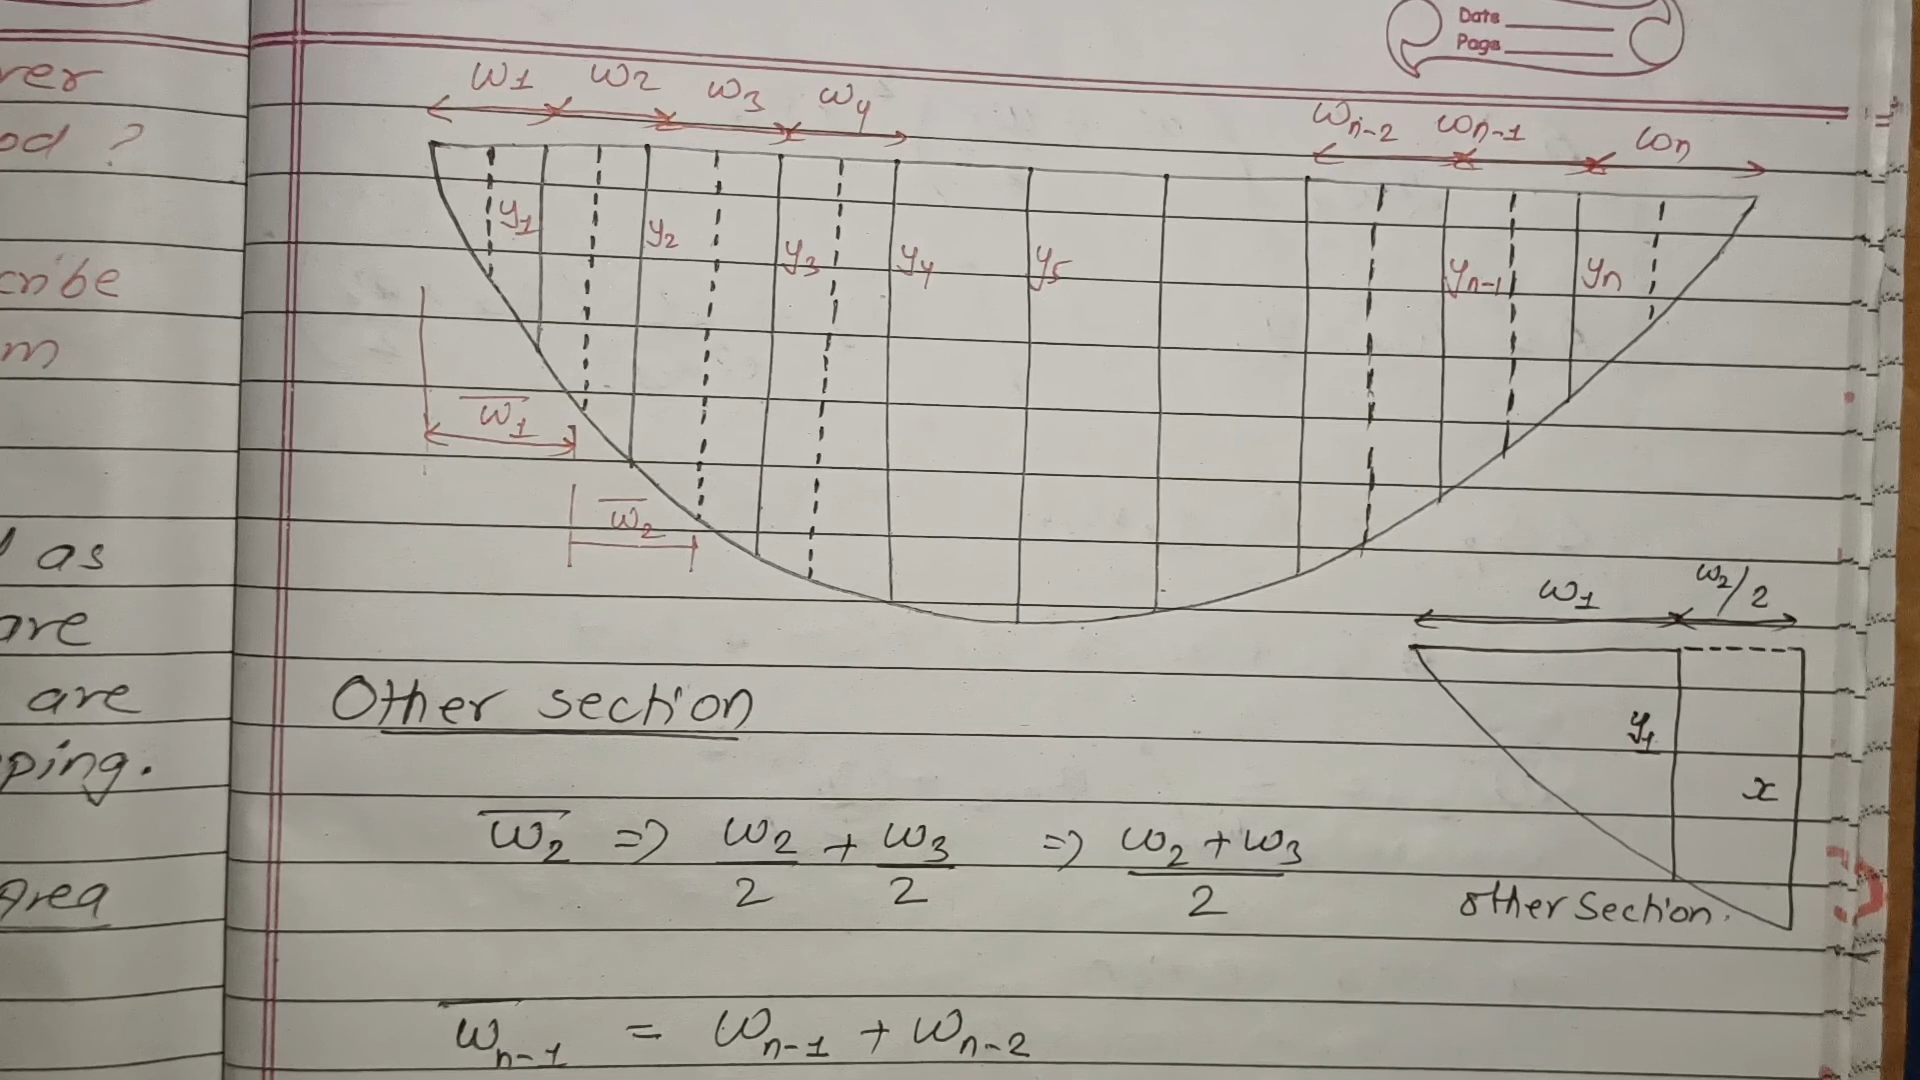 Date
Page
ver
od ?
cribe
m
as
are
are
ping.
Area
W1 W2 W3 W4 Wn-2 Wn-1 Wn
y1 y2 y3 y4 y5 yn-1 yn
W̅1
W̅2
W1 W2/2
y1
x
other section.
Other section
W̅2 => W2/2 + W3/2 => (W2 + W3)/2
W̅n-1 = Wn-1 + Wn-2